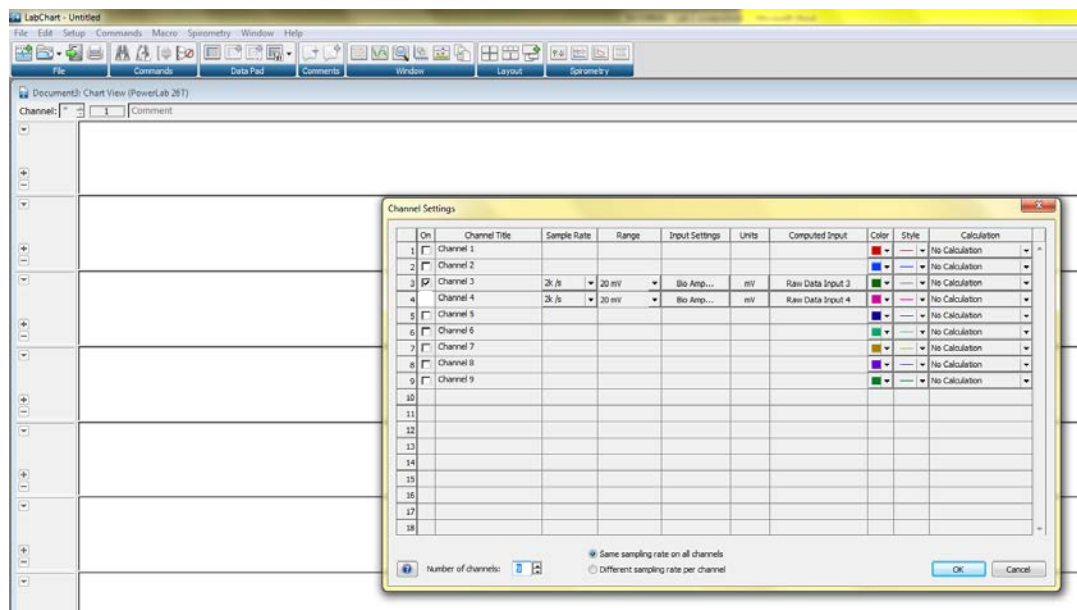 LabChart - Untitled
File Edit Setup Commands Macro Spirometry Window Help
File Commands Data Pad Comments Window Layout Spirometry
Document3: Chart View (PowerLab 26T)
Channel: * 1 Comment
Channel Settings
On Channel Title Sample Rate Range Input Settings Units Computed Input Color Style Calculation
1 Channel 1 No Calculation
2 Channel 2 No Calculation
3 Channel 3 2k /s 20 mV Bio Amp... mV Raw Data Input 3 No Calculation
4 Channel 4 2k /s 20 mV Bio Amp... mV Raw Data Input 4 No Calculation
5 Channel 5 No Calculation
6 Channel 6 No Calculation
7 Channel 7 No Calculation
8 Channel 8 No Calculation
9 Channel 9 No Calculation
10
11
12
13
14
15
16
17
18
Same sampling rate on all channels
Number of channels: Different sampling rate per channel OK Cancel